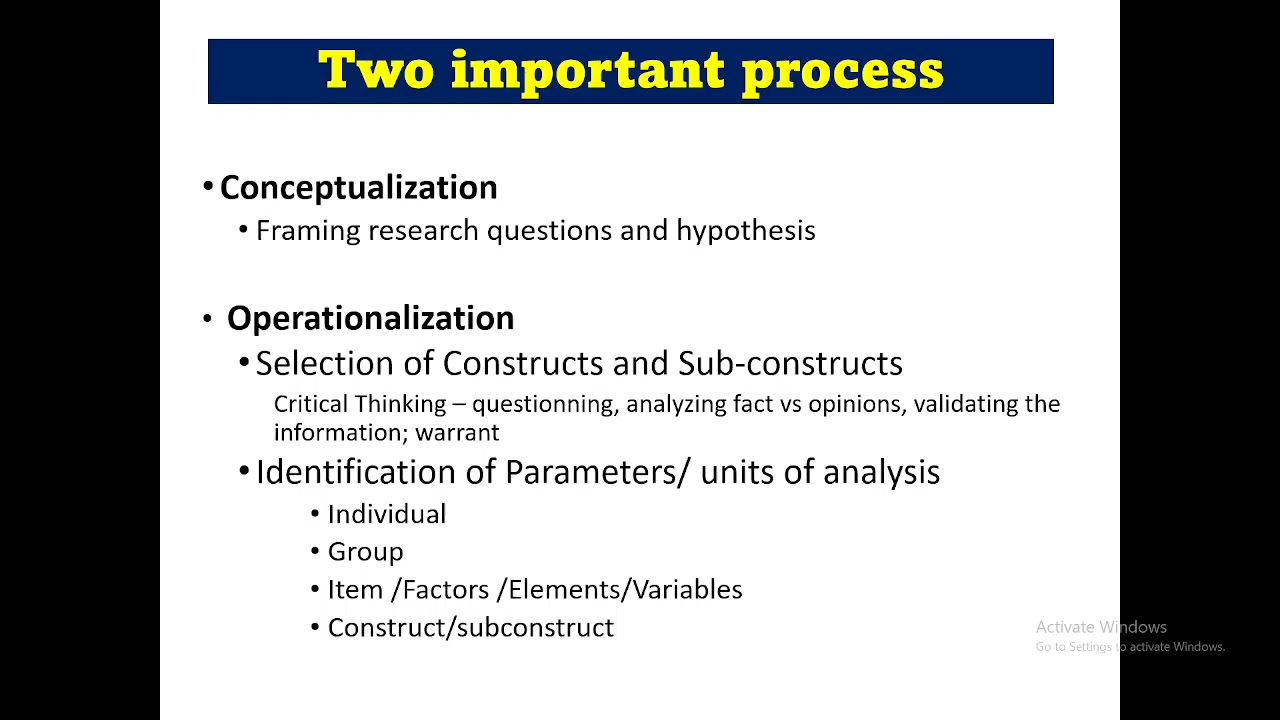 Two important process
•Conceptualization
• Framing research questions and hypothesis
• Operationalization
•Selection of Constructs and Sub-constructs
Critical Thinking – questionning, analyzing fact vs opinions, validating the
information; warrant
•Identification of Parameters/ units of analysis
• Individual
• Group
• Item /Factors /Elements/Variables
• Construct/subconstruct
Activate Windows
Go to Settings to activate Windows.